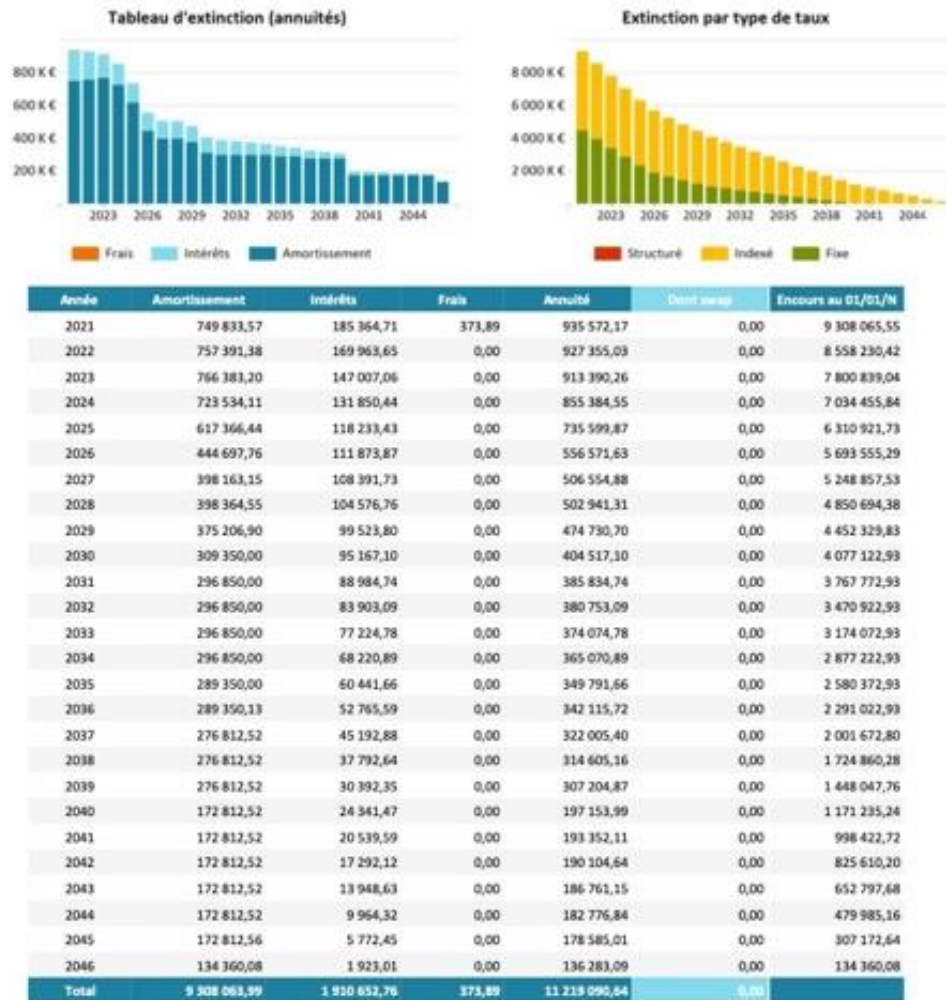 Tableau d'extinction (annuités)
800 K €
600 K €
400 K €
200 K €
2023 2026 2029 2032 2035 2038 2041 2044
Frais Intérêts Amortissement
Extinction par type de taux
8 000 K €
6 000 K €
4 000 K €
2 000 K €
2023 2026 2029 2032 2035 2038 2041 2044
Structuré Indexé Fixe
Année Amortissement Intérêts Frais Annuité Dont swap Encours au 01/01/N
2021 749 833,57 185 364,71 373,89 935 572,17 0,00 9 308 065,55
2022 757 391,38 169 963,65 0,00 927 355,03 0,00 8 558 230,42
2023 766 383,20 147 007,06 0,00 913 390,26 0,00 7 800 839,04
2024 723 534,11 131 850,44 0,00 855 384,55 0,00 7 034 455,84
2025 617 366,44 118 233,43 0,00 735 599,87 0,00 6 310 921,73
2026 444 697,76 111 873,87 0,00 556 571,63 0,00 5 693 555,29
2027 398 163,15 108 391,73 0,00 506 554,88 0,00 5 248 857,53
2028 398 364,55 104 576,76 0,00 502 941,31 0,00 4 850 694,38
2029 375 206,90 99 523,80 0,00 474 730,70 0,00 4 452 329,83
2030 309 350,00 95 167,10 0,00 404 517,10 0,00 4 077 122,93
2031 296 850,00 88 984,74 0,00 385 834,74 0,00 3 767 772,93
2032 296 850,00 83 903,09 0,00 380 753,09 0,00 3 470 922,93
2033 296 850,00 77 224,78 0,00 374 074,78 0,00 3 174 072,93
2034 296 850,00 68 220,89 0,00 365 070,89 0,00 2 877 222,93
2035 289 350,00 60 441,66 0,00 349 791,66 0,00 2 580 372,93
2036 289 350,13 52 765,59 0,00 342 115,72 0,00 2 291 022,93
2037 276 812,52 45 192,88 0,00 322 005,40 0,00 2 001 672,80
2038 276 812,52 37 792,64 0,00 314 605,16 0,00 1 724 860,28
2039 276 812,52 30 392,35 0,00 307 204,87 0,00 1 448 047,76
2040 172 812,52 24 341,47 0,00 197 153,99 0,00 1 171 235,24
2041 172 812,52 20 539,59 0,00 193 352,11 0,00 998 422,72
2042 172 812,52 17 292,12 0,00 190 104,64 0,00 825 610,20
2043 172 812,52 13 948,63 0,00 186 761,15 0,00 652 797,68
2044 172 812,52 9 964,32 0,00 182 776,84 0,00 479 985,16
2045 172 812,56 5 772,45 0,00 178 585,01 0,00 307 172,64
2046 134 360,08 1 923,01 0,00 136 283,09 0,00 134 360,08
Total 9 308 063,99 1 910 652,76 373,89 11 219 090,64 0,00